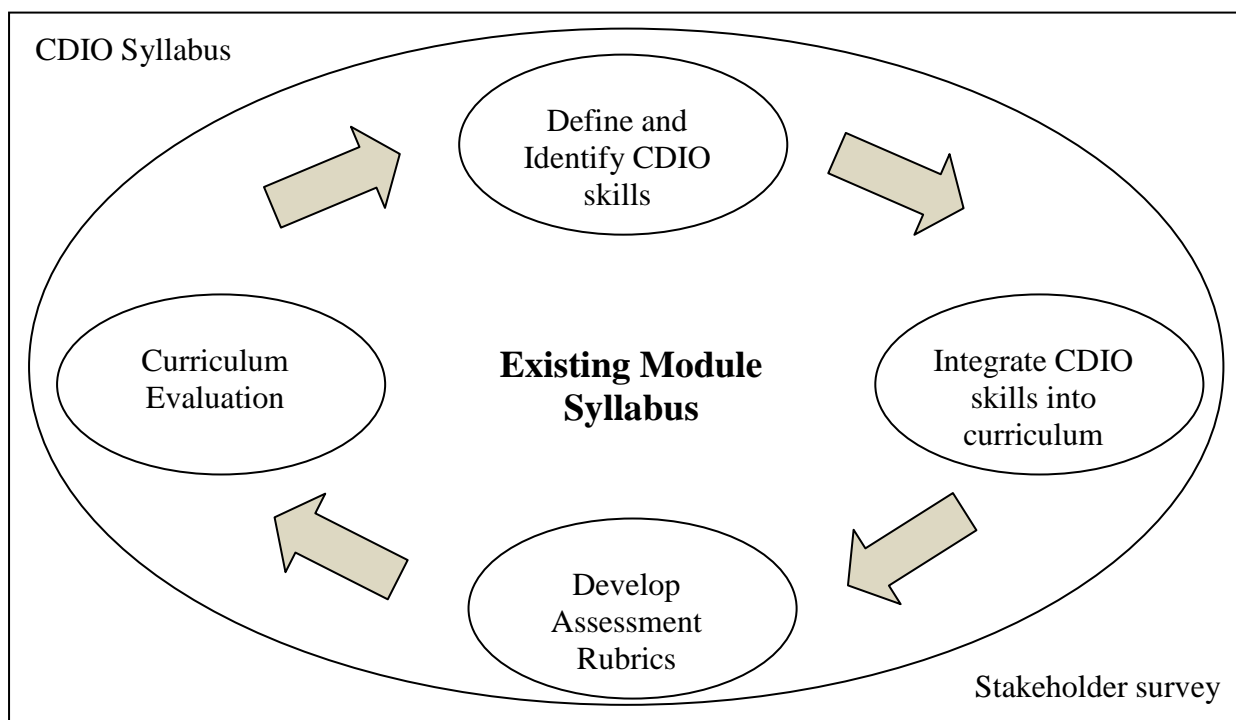 CDIO Syllabus
Define and
Identify CDIO
skills
Curriculum
Evaluation
Existing Module
Syllabus
Integrate CDIO
skills into
curriculum
Develop
Assessment
Rubrics
Stakeholder survey